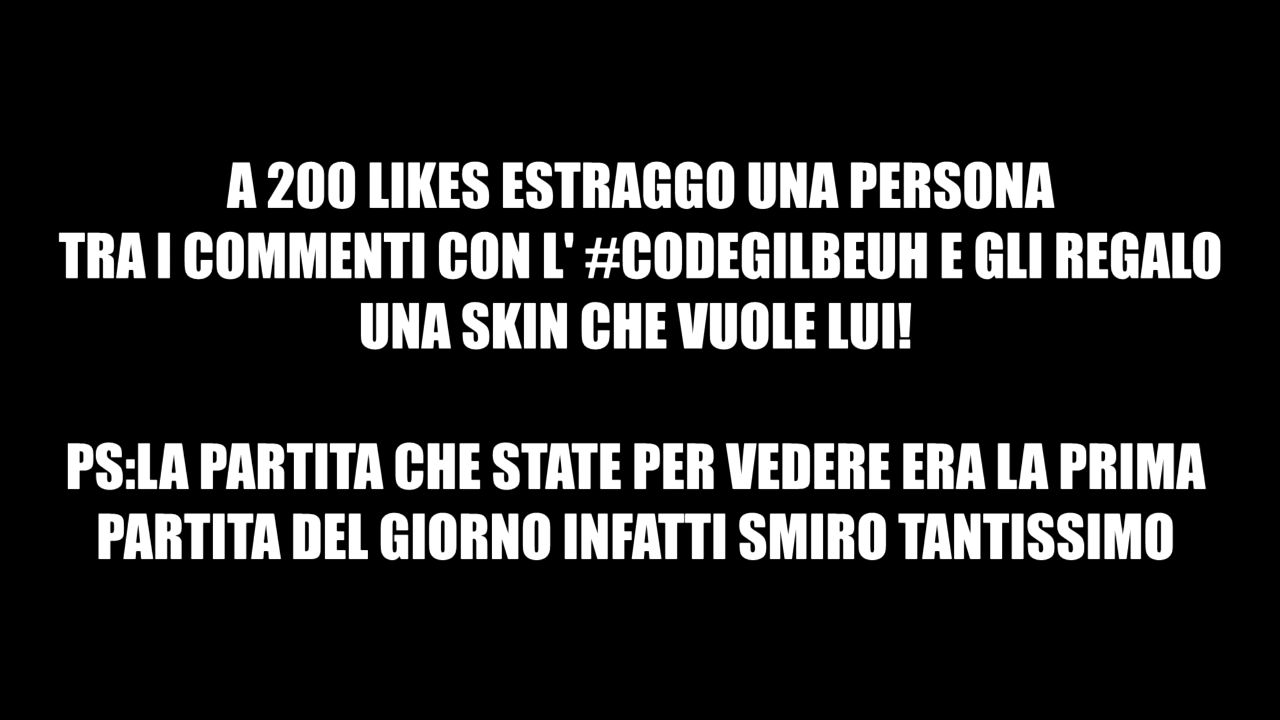 A 200 LIKES ESTRAGGO UNA PERSONA
TRA I COMMENTI CON L' #CODEGILBEUH E GLI REGALO
UNA SKIN CHE VUOLE LUI!
PS:LA PARTITA CHE STATE PER VEDERE ERA LA PRIMA
PARTITA DEL GIORNO INFATTI SMIRO TANTISSIMO